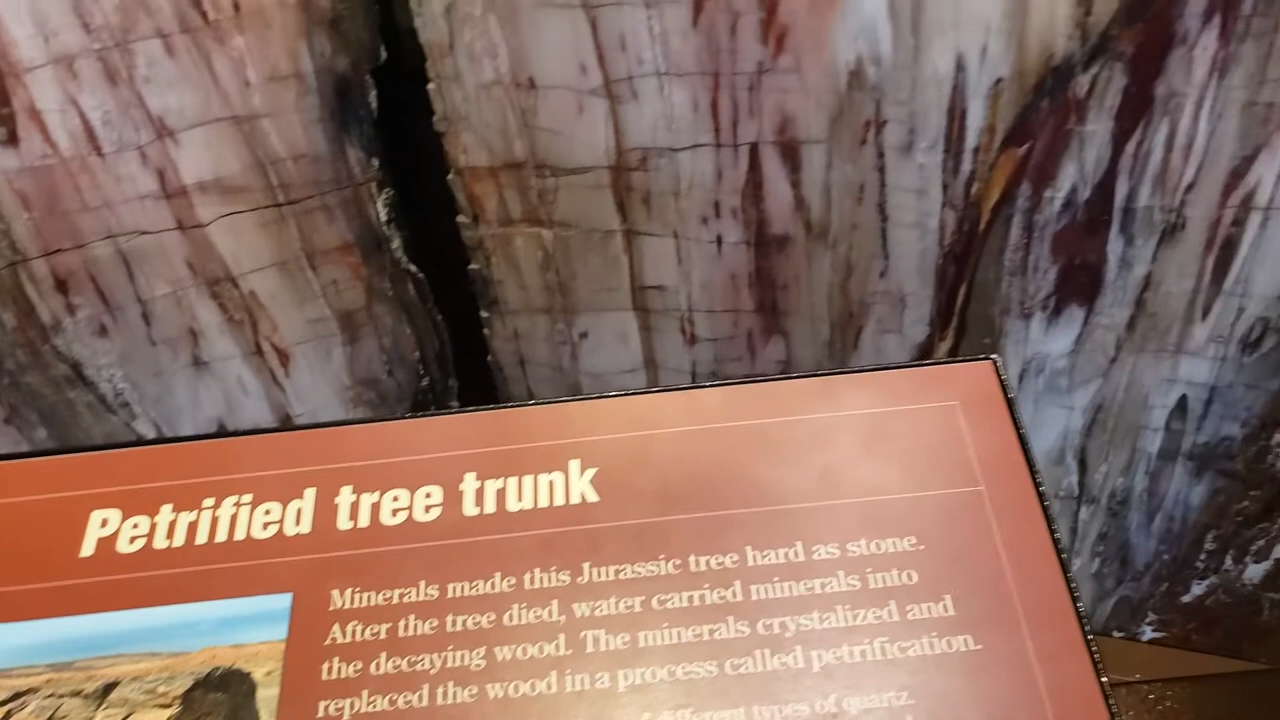 Petrified tree trunk
Minerals made this Jurassic tree hard as stone.
After the tree died, water carried minerals into
the decaying wood. The minerals crystalized and
replaced the wood in a process called petrification.
different types of quartz.